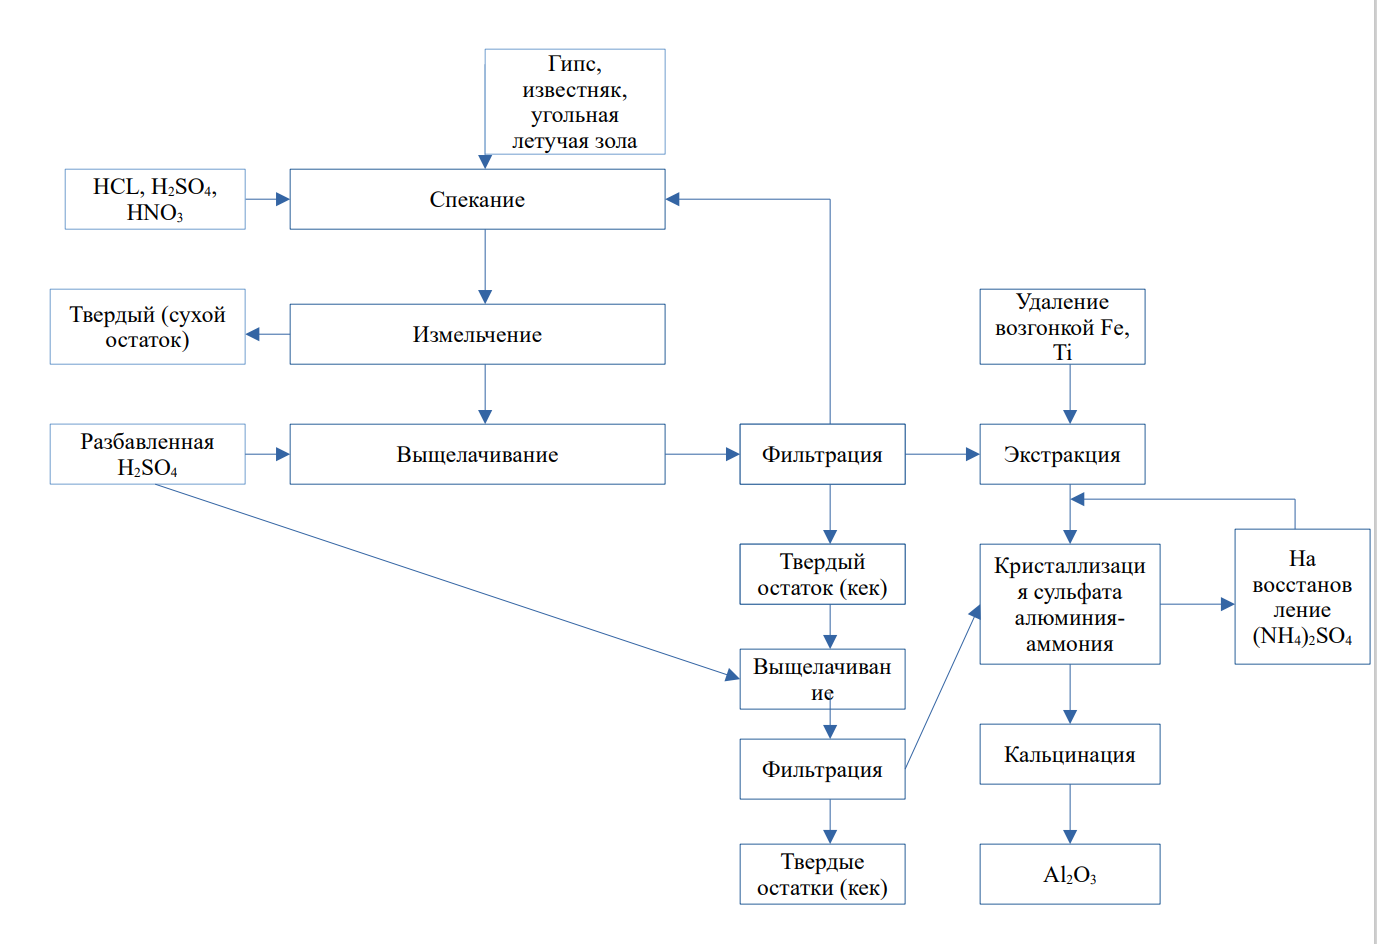 Гипс,
известняк,
угольная
летучая зола
HCL, H₂SO₄,
HNO₃
Спекание
Твердый (сухой
остаток)
Измельчение
Удаление
возгонкой Fe,
Ti
Разбавленная
H₂SO₄
Выщелачивание
Фильтрация
Экстракция
Твердый
остаток (кек)
Кристаллизаци
я сульфата
алюминия-
аммония
На
восстанов
ление
(NH₄)₂SO₄
Выщелачиван
ие
Фильтрация
Кальцинация
Твердые
остатки (кек)
Al₂O₃